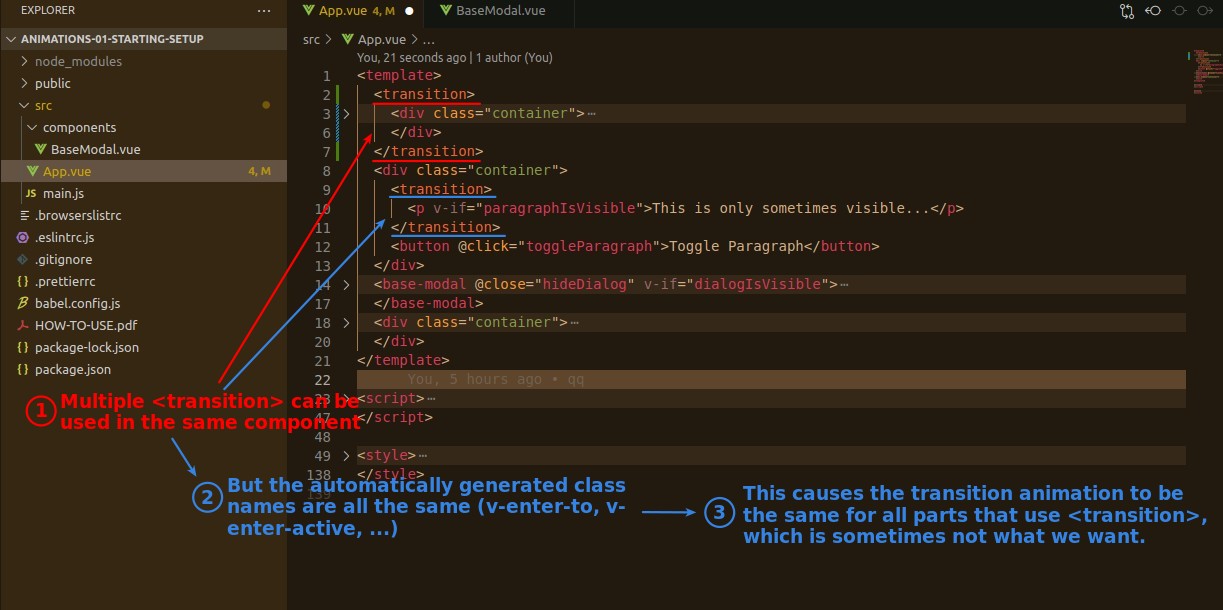 EXPLORER ...
App.vue 4, M ●
BaseModal.vue
ANIMATIONS-01-STARTING-SETUP
node_modules
public
src
components
BaseModal.vue
App.vue 4, M
JS main.js
.browserslistrc
.eslintrc.js
.gitignore
{} .prettierrc
babel.config.js
HOW-TO-USE.pdf
{} package-lock.json
{} package.json
src > App.vue > ...
You, 21 seconds ago | 1 author (You)
1 <template>
2 <transition>
3 <div class="container">…
6 </div>
7 </transition>
8 <div class="container">
9 <transition>
10 <p v-if="paragraphIsVisible">This is only sometimes visible...</p>
11 </transition>
12 <button @click="toggleParagraph">Toggle Paragraph</button>
13 </div>
14 <base-modal @close="hideDialog" v-if="dialogIsVisible">…
17 </base-modal>
18 <div class="container">…
20 </div>
21 </template>
22 You, 5 hours ago • qq
23 <script>…
47 </script>
48
49 <style>…
138 </style>
139
① Multiple <transition> can be
used in the same component
② But the automatically generated class
names are all the same (v-enter-to, v-
enter-active, ...)
③ This causes the transition animation to be
the same for all parts that use <transition>,
which is sometimes not what we want.